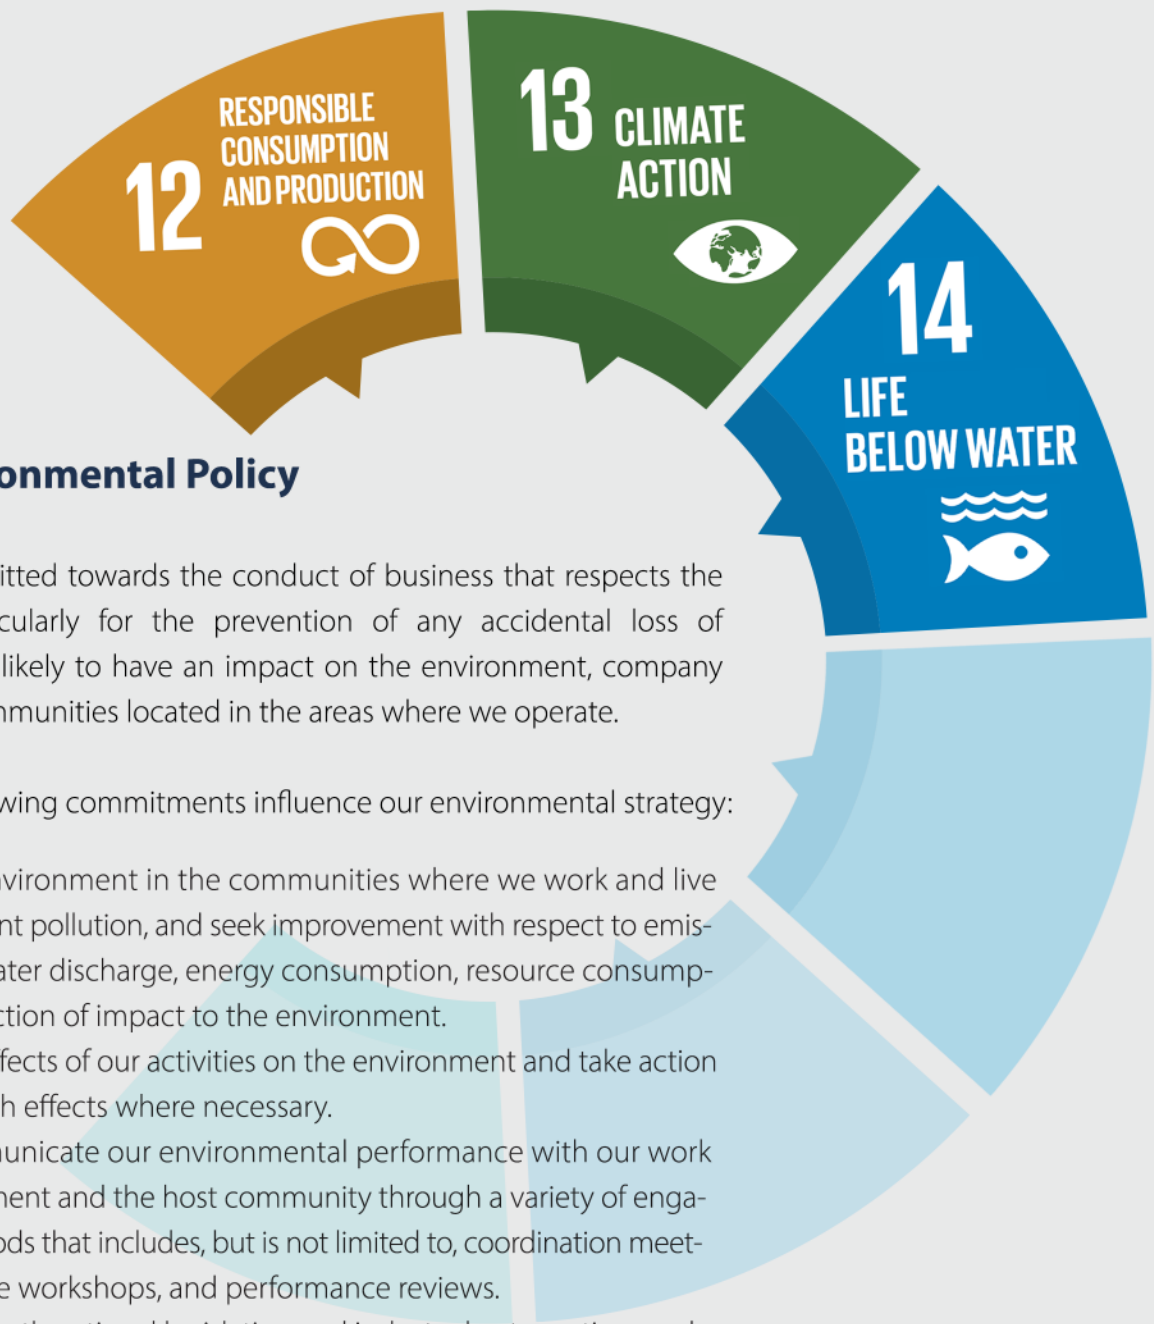 12
RESPONSIBLE
CONSUMPTION
AND PRODUCTION
13
CLIMATE
ACTION
14
LIFE
BELOW WATER
onmental Policy
itted towards the conduct of business that respects the
cularly for the prevention of any accidental loss of
likely to have an impact on the environment, company
mmunities located in the areas where we operate.
wing commitments influence our environmental strategy:
nvironment in the communities where we work and live
nt pollution, and seek improvement with respect to emis-
ater discharge, energy consumption, resource consump-
ction of impact to the environment.
ffects of our activities on the environment and take action
h effects where necessary.
municate our environmental performance with our work
ment and the host community through a variety of enga-
ods that includes, but is not limited to, coordination meet-
e workshops, and performance reviews.